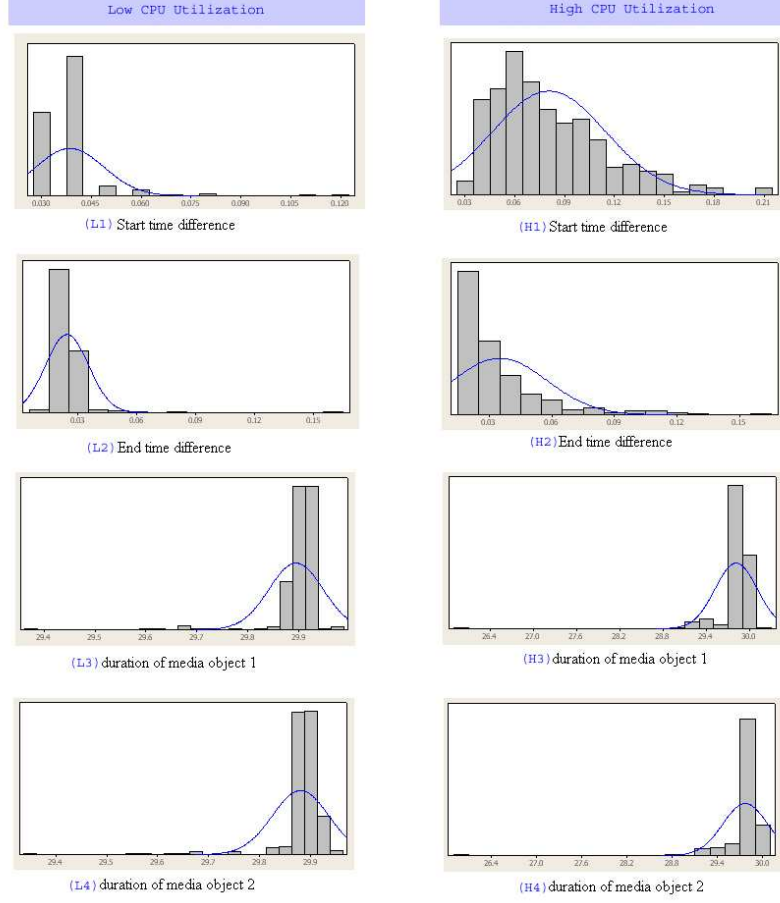 Low CPU Utilization
High CPU Utilization
0.030 0.045 0.060 0.075 0.090 0.105 0.120
(L1) Start time difference
0.03 0.06 0.09 0.12 0.15 0.18 0.21
(H1) Start time difference
0.03 0.06 0.09 0.12 0.15
(L2) End time difference
0.03 0.06 0.09 0.12 0.15
(H2) End time difference
29.4 29.5 29.6 29.7 29.8 29.9
(L3) duration of media object 1
26.4 27.0 27.6 28.2 28.8 29.4 30.0
(H3) duration of media object 1
29.4 29.5 29.6 29.7 29.8 29.9
(L4) duration of media object 2
26.4 27.0 27.6 28.2 28.8 29.4 30.0
(H4) duration of media object 2